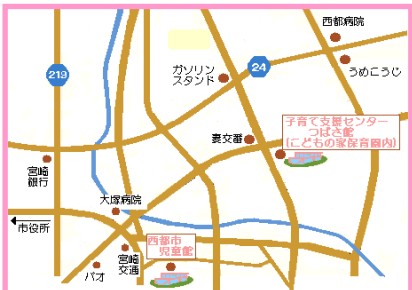 西都病院
24
うめこうじ
ガソリン
スタンド
219
子育て支援センター
つばさ館
(こどもの家保育園内)
妻交番
宮崎
銀行
大塚病院
市役所
西都市
児童館
宮崎
交通
パオ